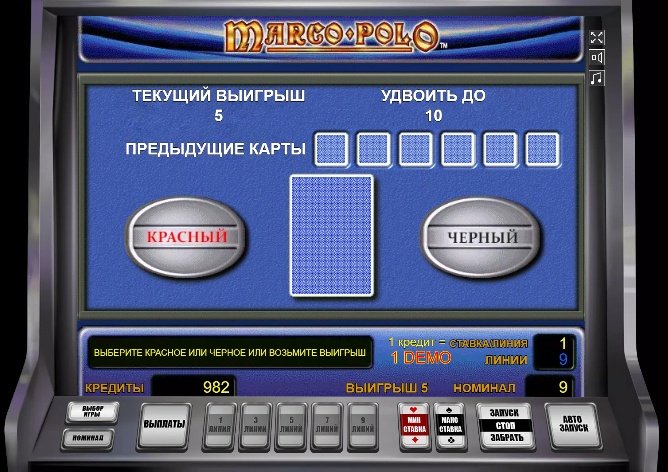 MARCO·POLO™
ТЕКУЩИЙ ВЫИГРЫШ
5
УДВОИТЬ ДО
10
ПРЕДЫДУЩИЕ КАРТЫ
КРАСНЫЙ
ЧЕРНЫЙ
ВЫБЕРИТЕ КРАСНОЕ ИЛИ ЧЕРНОЕ ИЛИ ВОЗЬМИТЕ ВЫИГРЫШ
1 кредит =
1 DEMO
СТАВКА\ЛИНИЯ 1
ЛИНИИ 9
КРЕДИТЫ 982
ВЫИГРЫШ 5
НОМИНАЛ 9
ВЫБОР
ИГРЫ
НОМИНАЛ
ВЫПЛАТЫ
1
ЛИНИЯ
3
ЛИНИИ
5
ЛИНИЙ
7
ЛИНИЙ
9
ЛИНИЙ
МИН
СТАВКА
МАКС
СТАВКА
ЗАПУСК
СТОП
ЗАБРАТЬ
АВТО
ЗАПУСК